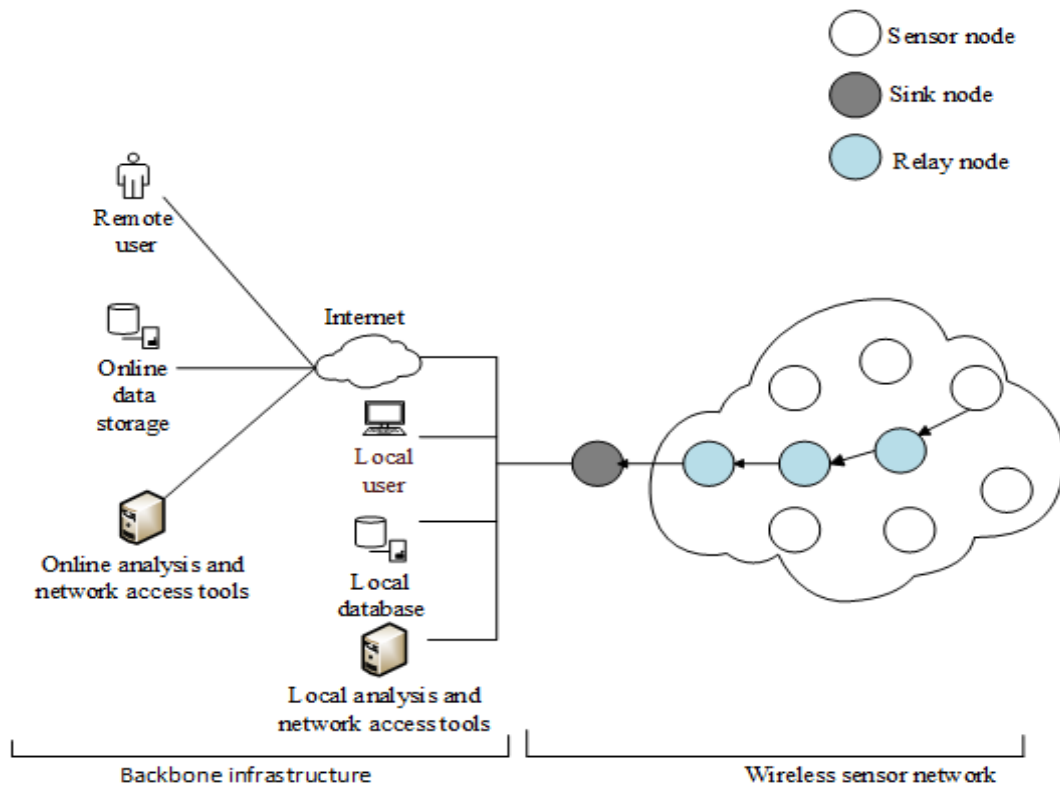 Sensor node
Sink node
Relay node
Remote
user
Internet
Online
data
storage
Local
user
Online analysis and
network access tools
Local
database
Local analysis and
network access tools
Backbone infrastructure
Wireless sensor network